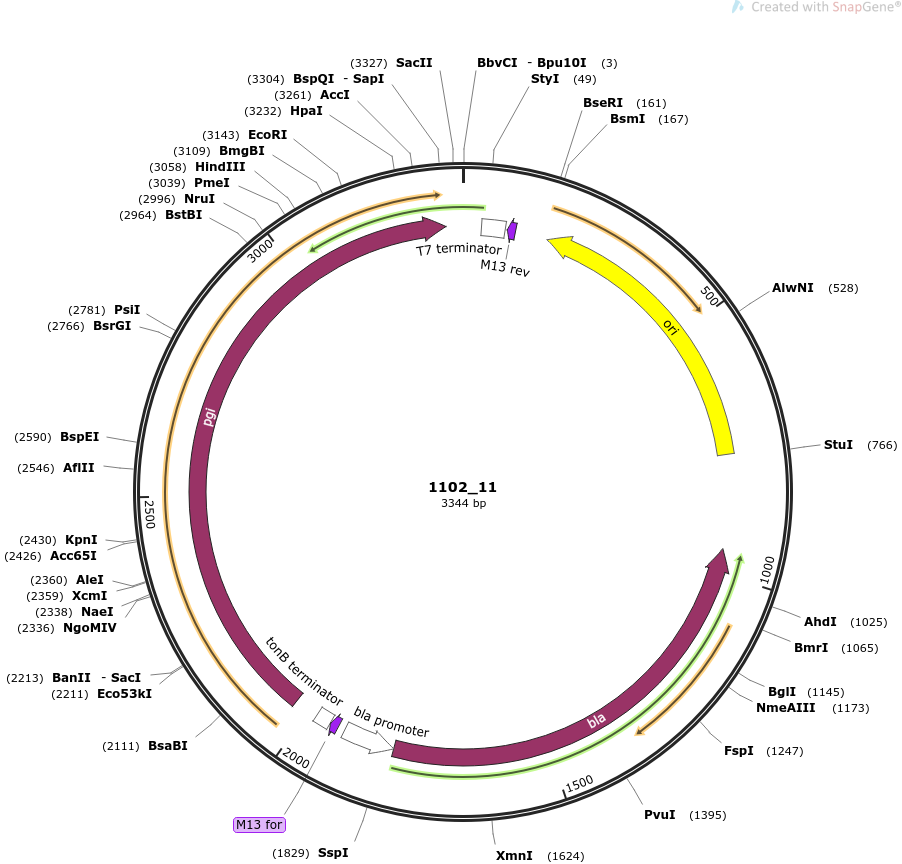 Created with SnapGene®
(3327) SacII
(3304) BspQI - SapI
(3261) AccI
(3232) HpaI
(3143) EcoRI
(3109) BmgBI
(3058) HindIII
(3039) PmeI
(2996) NruI
(2964) BstBI
(2781) PsiI
(2766) BsrGI
(2590) BspEI
(2546) AflII
(2430) KpnI
(2426) Acc65I
(2360) AleI
(2359) XcmI
(2338) NaeI
(2336) NgoMIV
(2213) BanII - SacI
(2211) Eco53kI
(2111) BsaBI
(1829) SspI
BbvCI - Bpu10I (3)
StyI (49)
BseRI (161)
BsmI (167)
AlwNI (528)
StuI (766)
AhdI (1025)
BmrI (1065)
BglI (1145)
NmeAIII (1173)
FspI (1247)
PvuI (1395)
XmnI (1624)
500
1000
1500
2000
2500
3000
T7 terminator
M13 rev
ori
pgi
1102_11
3344 bp
tonB terminator
bla promoter
bla
M13 for